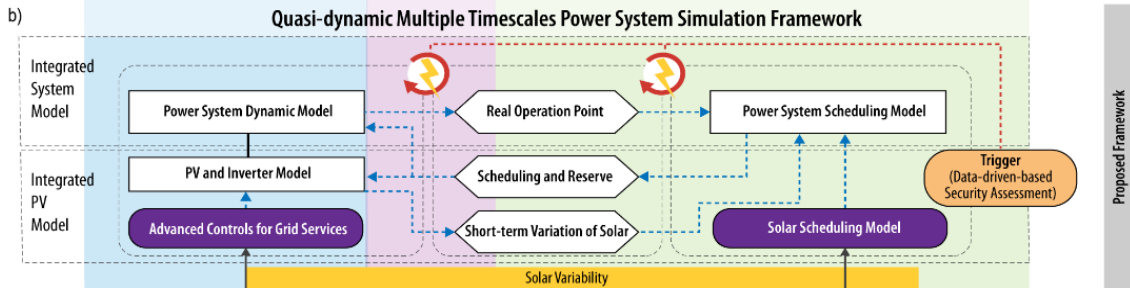 b)
Quasi-dynamic Multiple Timescales Power System Simulation Framework
Integrated
System
Model
Power System Dynamic Model
Real Operation Point
Power System Scheduling Model
Integrated
PV
Model
PV and Inverter Model
Scheduling and Reserve
Trigger
(Data-driven-based
Security Assessment)
Advanced Controls for Grid Services
Short-term Variation of Solar
Solar Scheduling Model
Solar Variability
Proposed Framework